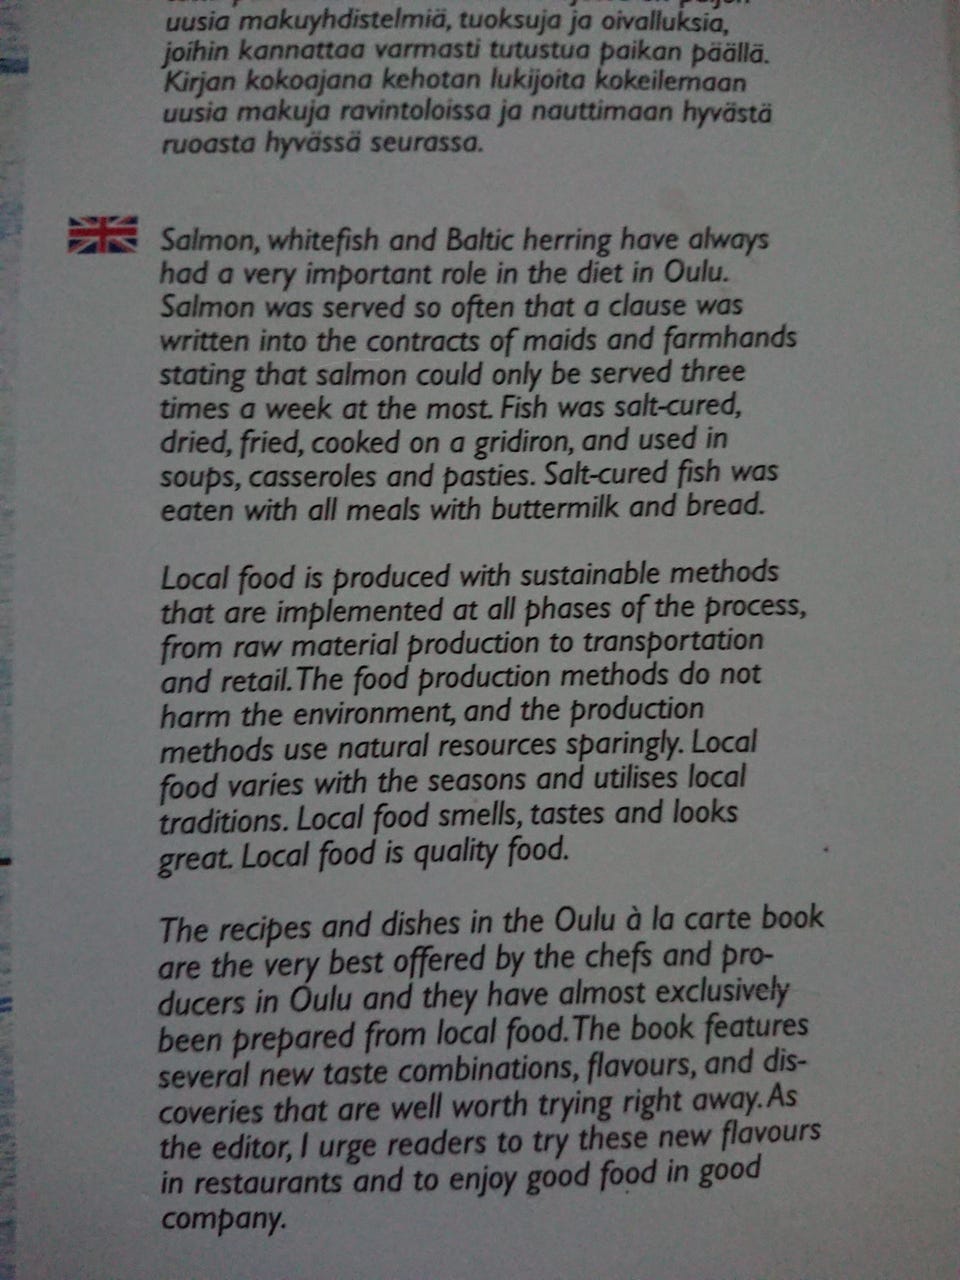 uusia makuyhdistelmiä, tuoksuja ja oivalluksia,
joihin kannattaa varmasti tutustua paikan päällä.
Kirjan kokoajana kehotan lukijoita kokeilemaan
uusia makuja ravintoloissa ja nauttimaan hyvästä
ruoasta hyvässä seurassa.
Salmon, whitefish and Baltic herring have always
had a very important role in the diet in Oulu.
Salmon was served so often that a clause was
written into the contracts of maids and farmhands
stating that salmon could only be served three
times a week at the most. Fish was salt-cured,
dried, fried, cooked on a gridiron, and used in
soups, casseroles and pasties. Salt-cured fish was
eaten with all meals with buttermilk and bread.
Local food is produced with sustainable methods
that are implemented at all phases of the process,
from raw material production to transportation
and retail. The food production methods do not
harm the environment, and the production
methods use natural resources sparingly. Local
food varies with the seasons and utilises local
traditions. Local food smells, tastes and looks
great. Local food is quality food.
The recipes and dishes in the Oulu à la carte book
are the very best offered by the chefs and pro-
ducers in Oulu and they have almost exclusively
been prepared from local food. The book features
several new taste combinations, flavours, and dis-
coveries that are well worth trying right away. As
the editor, I urge readers to try these new flavours
in restaurants and to enjoy good food in good
company.